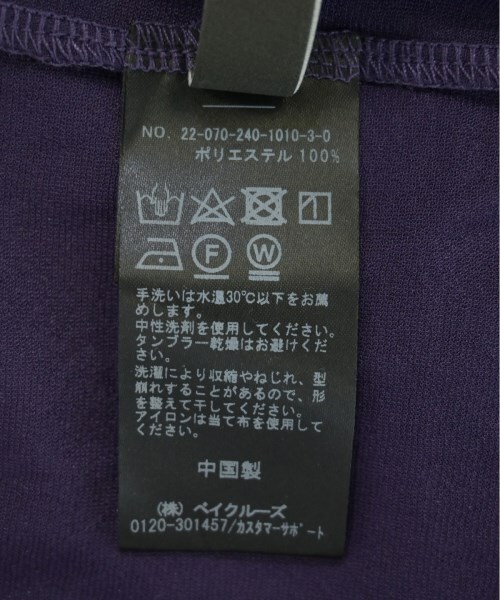 NO. 22-070-240-1010-3-0
ポリエステル 100%
F W
手洗いは水温30℃以下をお薦
めします。
中性洗剤を使用してください。
タンブラー乾燥はお避けくださ
い。
洗濯により収縮やねじれ、型
崩れすることがあるので、形
を整えて干してください。
アイロンは当て布を使用して
ください。
中国製
(株) ベイクルーズ
0120-301457/カスタマーサポート